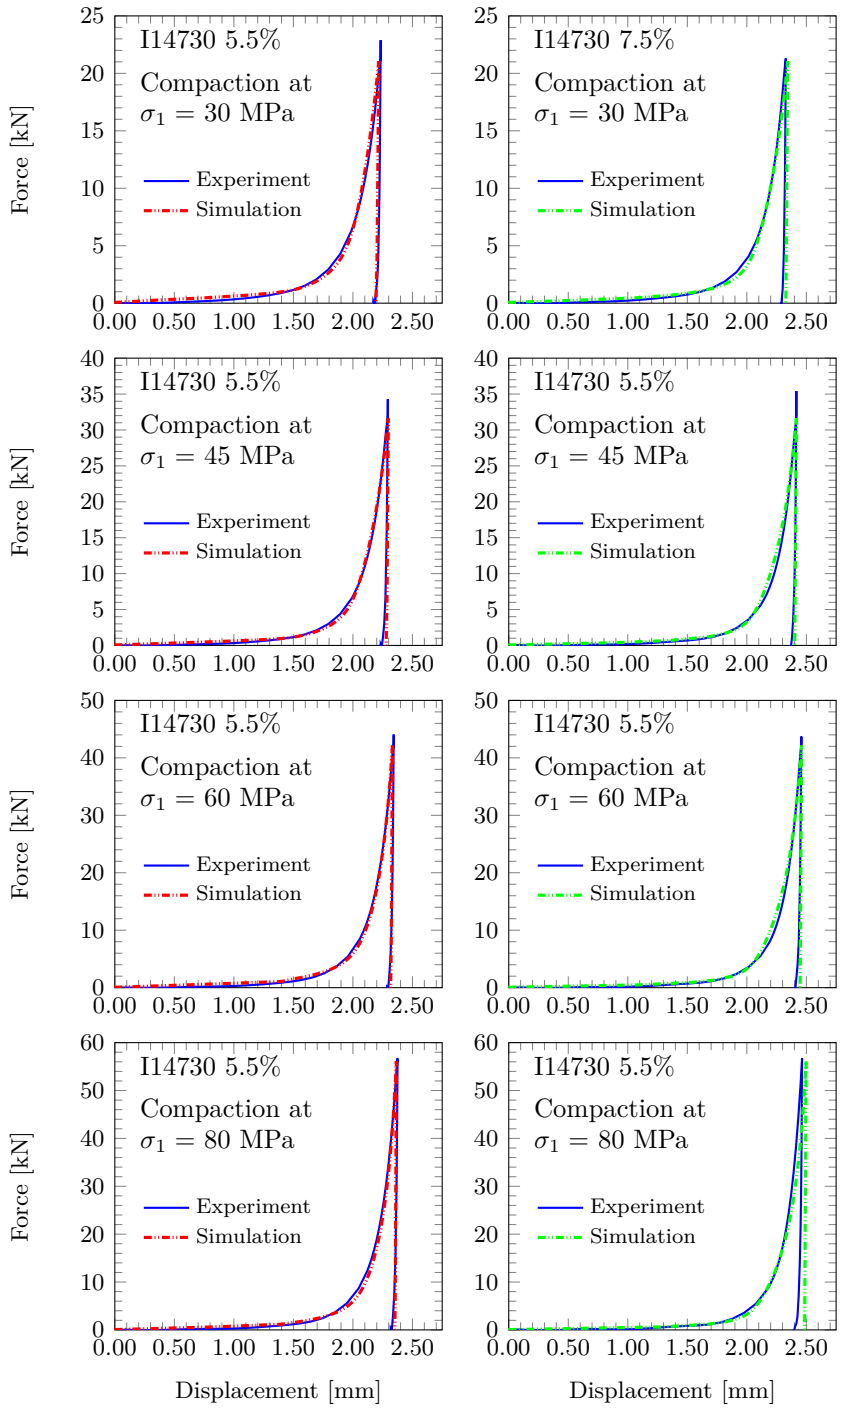 I14730 5.5%
Compaction at
σ₁ = 30 MPa
Experiment
Simulation
Force [kN]
25
20
15
10
5
0
0.00 0.50 1.00 1.50 2.00 2.50
I14730 7.5%
Compaction at
σ₁ = 30 MPa
Experiment
Simulation
25
20
15
10
5
0
0.00 0.50 1.00 1.50 2.00 2.50
I14730 5.5%
Compaction at
σ₁ = 45 MPa
Experiment
Simulation
Force [kN]
40
35
30
25
20
15
10
5
0
0.00 0.50 1.00 1.50 2.00 2.50
I14730 5.5%
Compaction at
σ₁ = 45 MPa
Experiment
Simulation
40
35
30
25
20
15
10
5
0
0.00 0.50 1.00 1.50 2.00 2.50
I14730 5.5%
Compaction at
σ₁ = 60 MPa
Experiment
Simulation
Force [kN]
50
40
30
20
10
0
0.00 0.50 1.00 1.50 2.00 2.50
I14730 5.5%
Compaction at
σ₁ = 60 MPa
Experiment
Simulation
50
40
30
20
10
0
0.00 0.50 1.00 1.50 2.00 2.50
I14730 5.5%
Compaction at
σ₁ = 80 MPa
Experiment
Simulation
Force [kN]
60
50
40
30
20
10
0
0.00 0.50 1.00 1.50 2.00 2.50
Displacement [mm]
I14730 5.5%
Compaction at
σ₁ = 80 MPa
Experiment
Simulation
60
50
40
30
20
10
0
0.00 0.50 1.00 1.50 2.00 2.50
Displacement [mm]